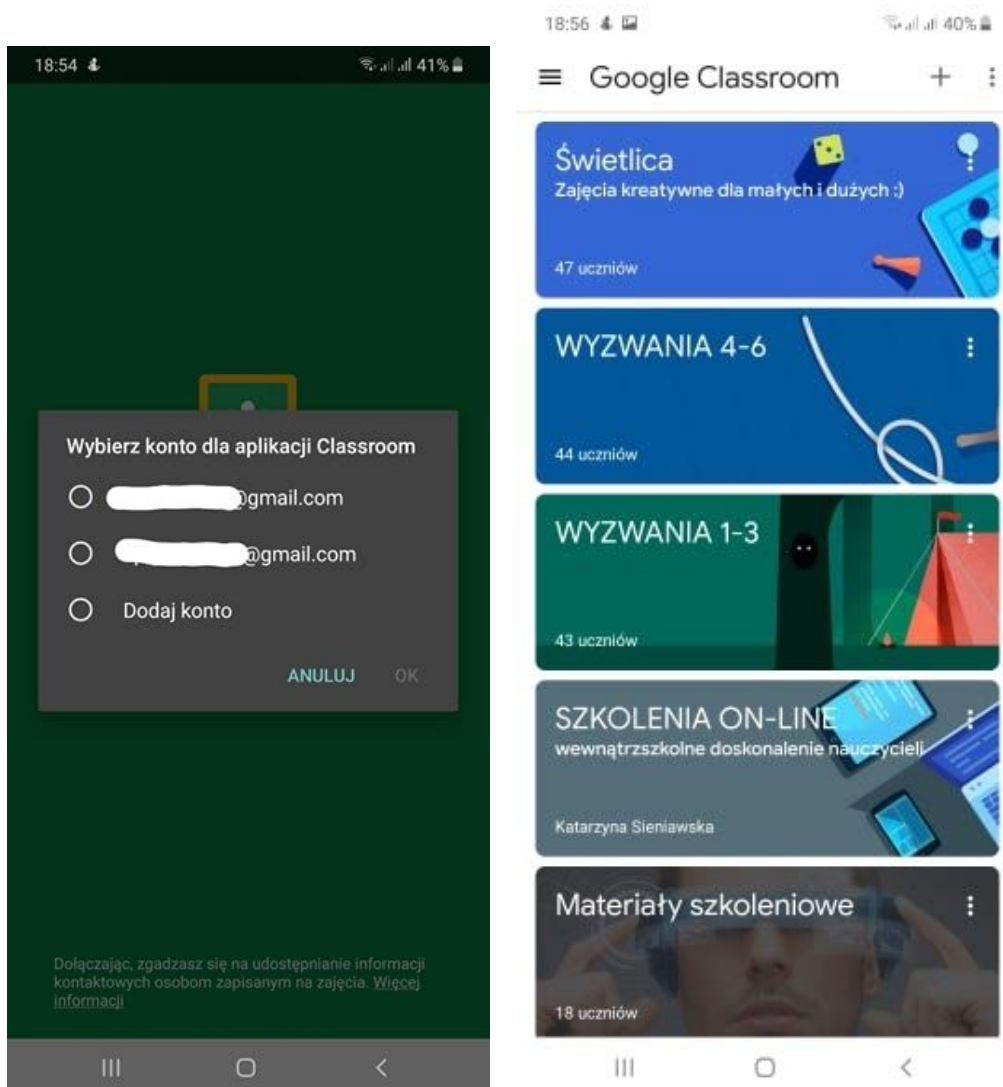 18:54
41%
Wybierz konto dla aplikacji Classroom
@gmail.com
@gmail.com
Dodaj konto
ANULUJ OK
Dołączając, zgadzasz się na udostępnianie informacji
kontaktowych osobom zapisanym na zajęcia. Więcej
informacji
18:56
40%
Google Classroom
Świetlica
Zajęcia kreatywne dla małych i dużych :)
47 uczniów
WYZWANIA 4-6
44 uczniów
WYZWANIA 1-3
43 uczniów
SZKOLENIA ON-LINE
wewnątrzszkolne doskonalenie nauczycieli
Katarzyna Sieniawska
Materiały szkoleniowe
18 uczniów